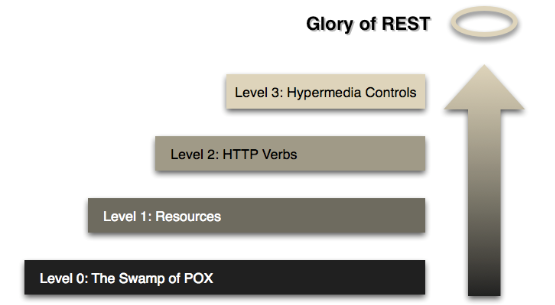 Glory of REST
Level 3: Hypermedia Controls
Level 2: HTTP Verbs
Level 1: Resources
Level 0: The Swamp of POX